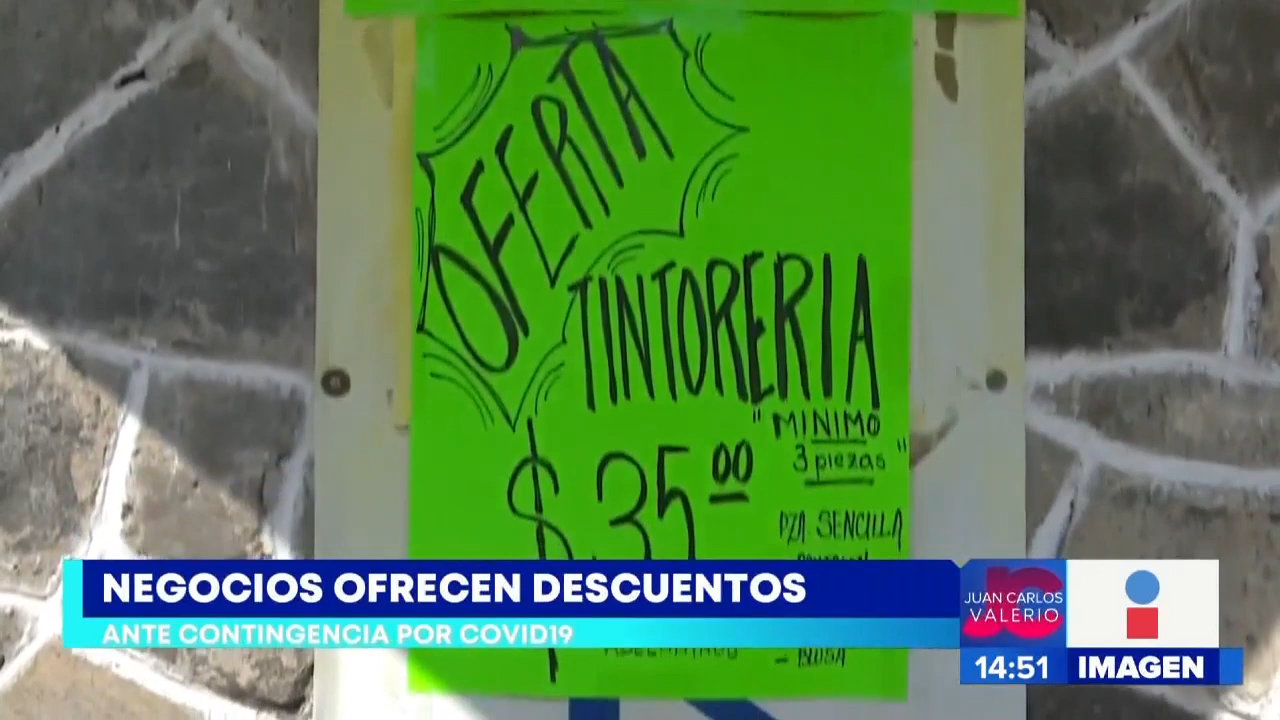 OFERTA
TINTORERIA
"MINIMO
3 piezas"
$ 35.00
PZA SENCILLA
NEGOCIOS OFRECEN DESCUENTOS
ANTE CONTINGENCIA POR COVID19
- BLUSA
JUAN CARLOS
VALERIO
14:51 IMAGEN